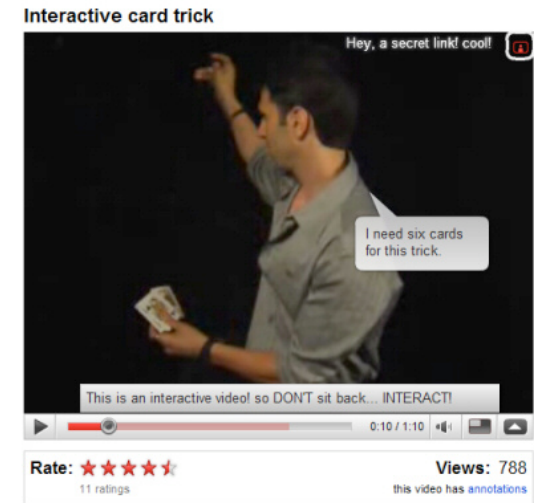 Interactive card trick
Hey, a secret link! cool!
I need six cards
for this trick.
This is an interactive video! so DON'T sit back... INTERACT!
0:10 / 1:10
Rate:
Views: 788
11 ratings
this video has annotations